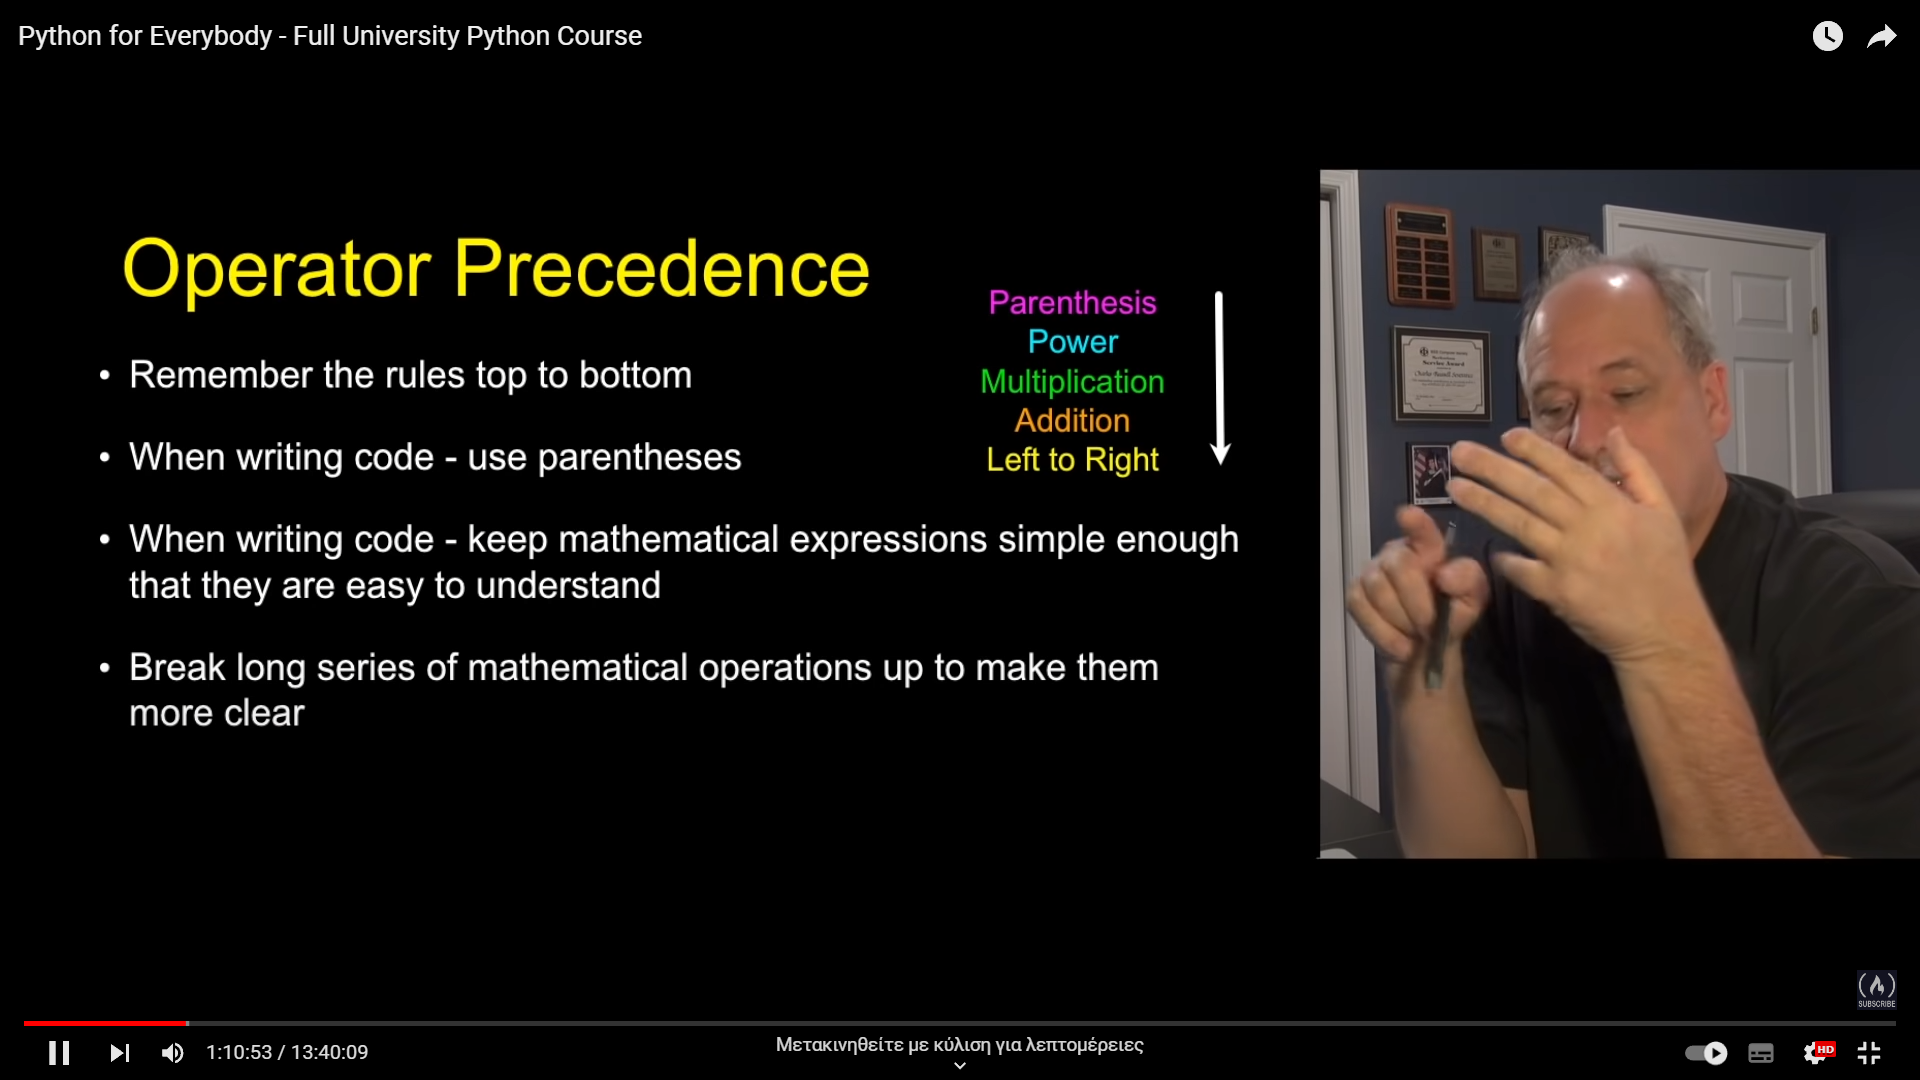 Python for Everybody - Full University Python Course
Operator Precedence
Parenthesis
Power
Multiplication
Addition
Left to Right
• Remember the rules top to bottom
• When writing code - use parentheses
• When writing code - keep mathematical expressions simple enough
that they are easy to understand
• Break long series of mathematical operations up to make them
more clear
Service Award
SUBSCRIBE
1:10:53 / 13:40:09
Μετακινηθείτε με κύλιση για λεπτομέρειες
HD